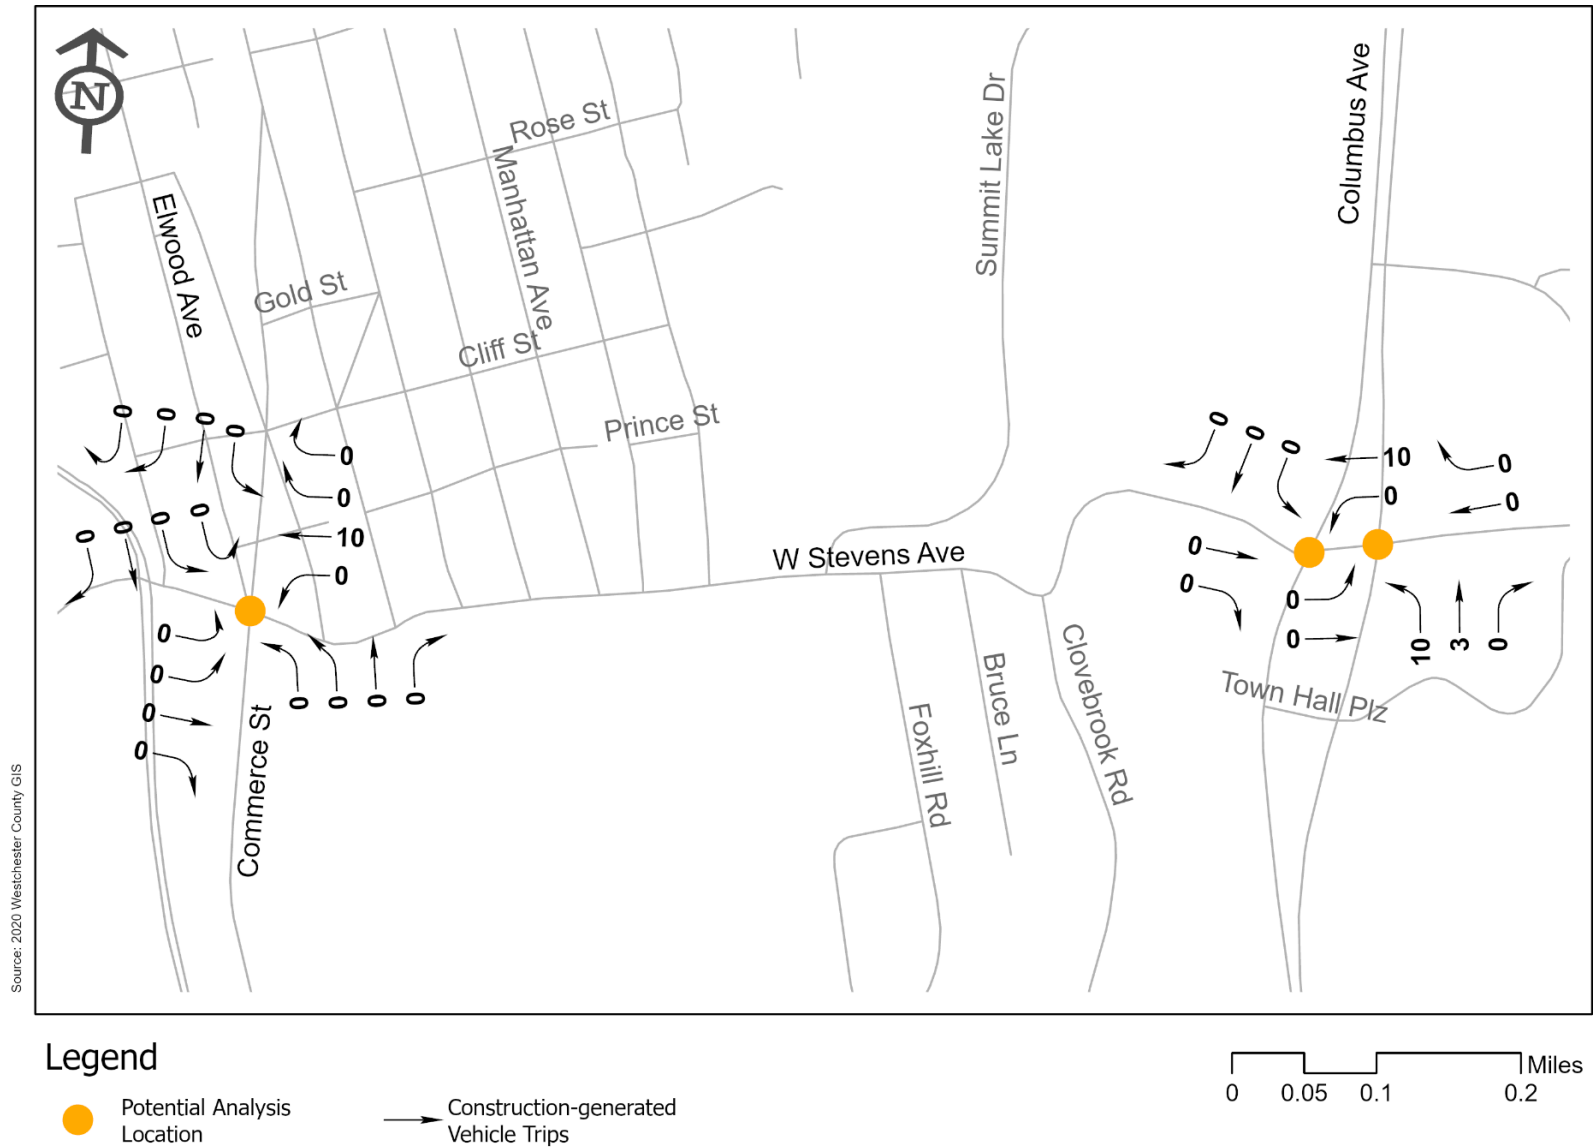 N
Rose St
Manhattan Ave
Summit Lake Dr
Columbus Ave
Elwood Ave
Gold St
Cliff St
Prince St
0 0 0 0
0
0
10
0
0 0 0 0
0
0
0
0
0 0 0 0
W Stevens Ave
0 0 0
10
0
0
0
0
0
0
0
10 3 0
Commerce St
Foxhill Rd
Bruce Ln
Clovebrook Rd
Town Hall Plz
Source: 2020 Westchester County GIS
Legend
Potential Analysis
Location
Construction-generated
Vehicle Trips
Miles
0 0.05 0.1 0.2